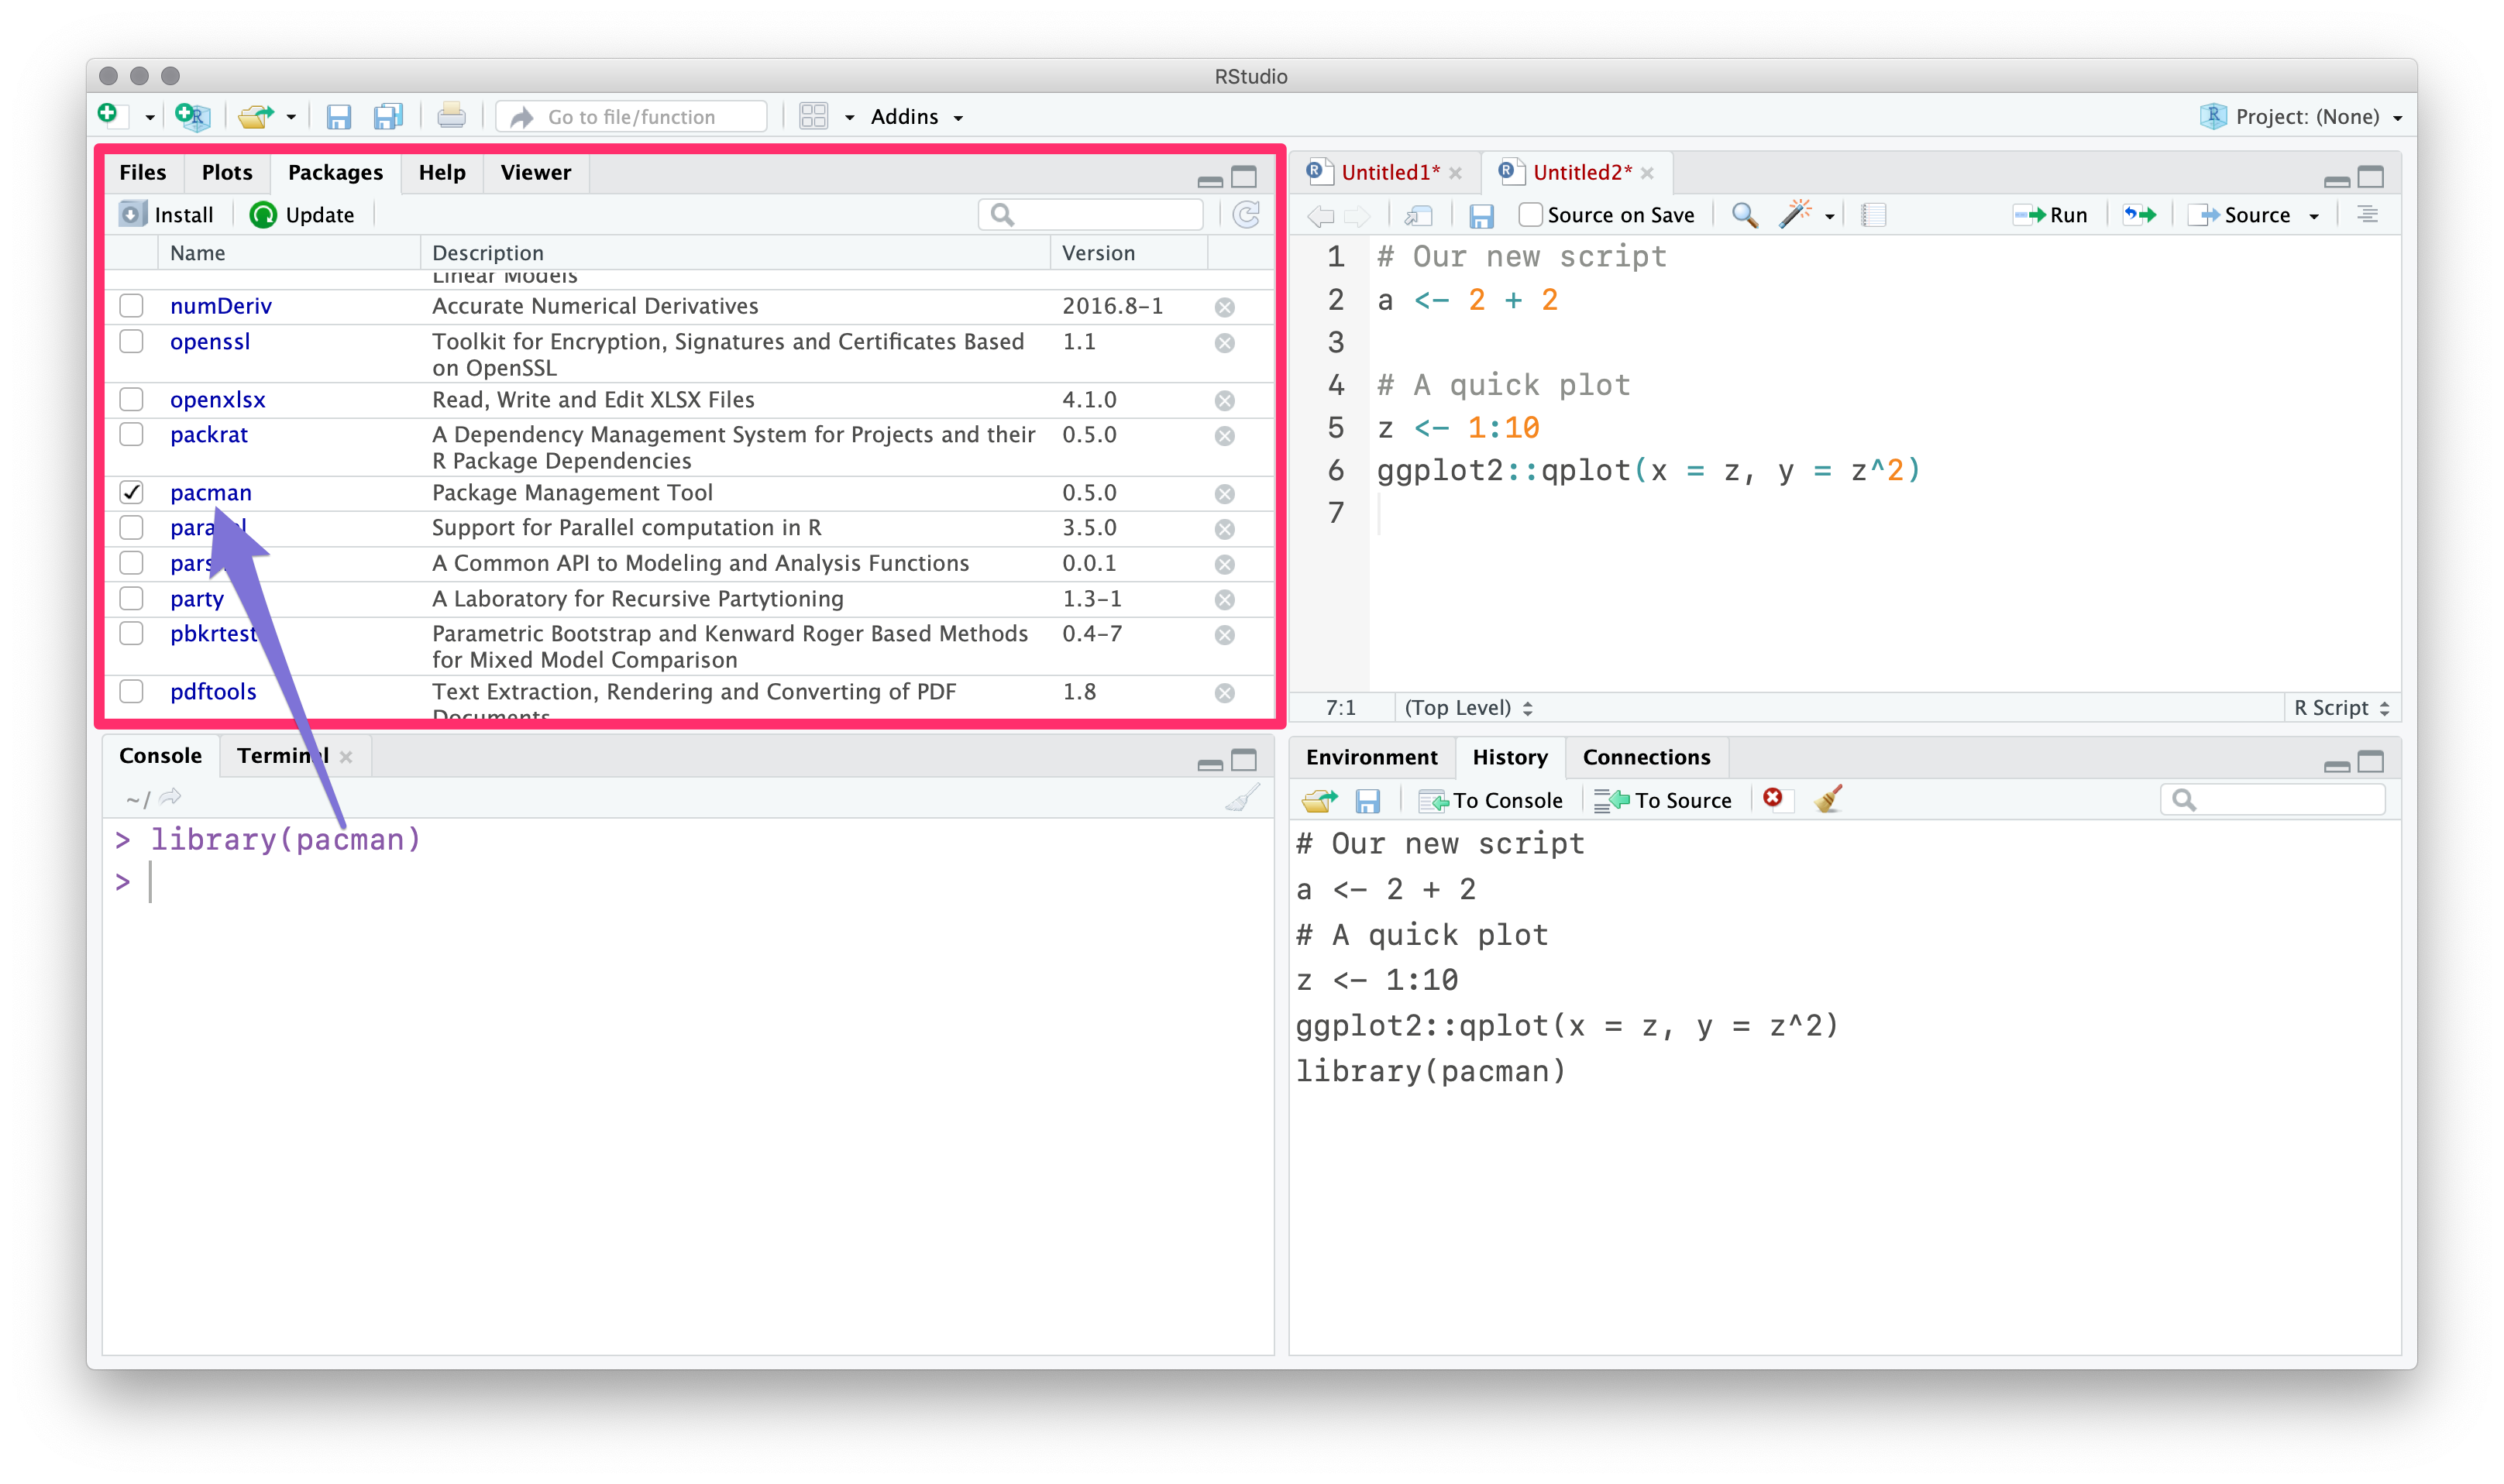 RStudio
Go to file/function Addins Project: (None)
Files Plots Packages Help Viewer
Install Update
Name Description Version
Linear Models
numDeriv Accurate Numerical Derivatives 2016.8-1
openssl Toolkit for Encryption, Signatures and Certificates Based 1.1
on OpenSSL
openxlsx Read, Write and Edit XLSX Files 4.1.0
packrat A Dependency Management System for Projects and their 0.5.0
R Package Dependencies
pacman Package Management Tool 0.5.0
Support for Parallel computation in R 3.5.0
A Common API to Modeling and Analysis Functions 0.0.1
party A Laboratory for Recursive Partytioning 1.3-1
pbkrtest Parametric Bootstrap and Kenward Roger Based Methods 0.4-7
for Mixed Model Comparison
pdftools Text Extraction, Rendering and Converting of PDF 1.8
Documents
Untitled1* Untitled2*
Source on Save Run Source
1 # Our new script
2 a <- 2 + 2
3
4 # A quick plot
5 z <- 1:10
6 ggplot2::qplot(x = z, y = z^2)
7
7:1 (Top Level) R Script
Console Terminal
~/
> library(pacman)
>
Environment History Connections
To Console To Source
# Our new script
a <- 2 + 2
# A quick plot
z <- 1:10
ggplot2::qplot(x = z, y = z^2)
library(pacman)